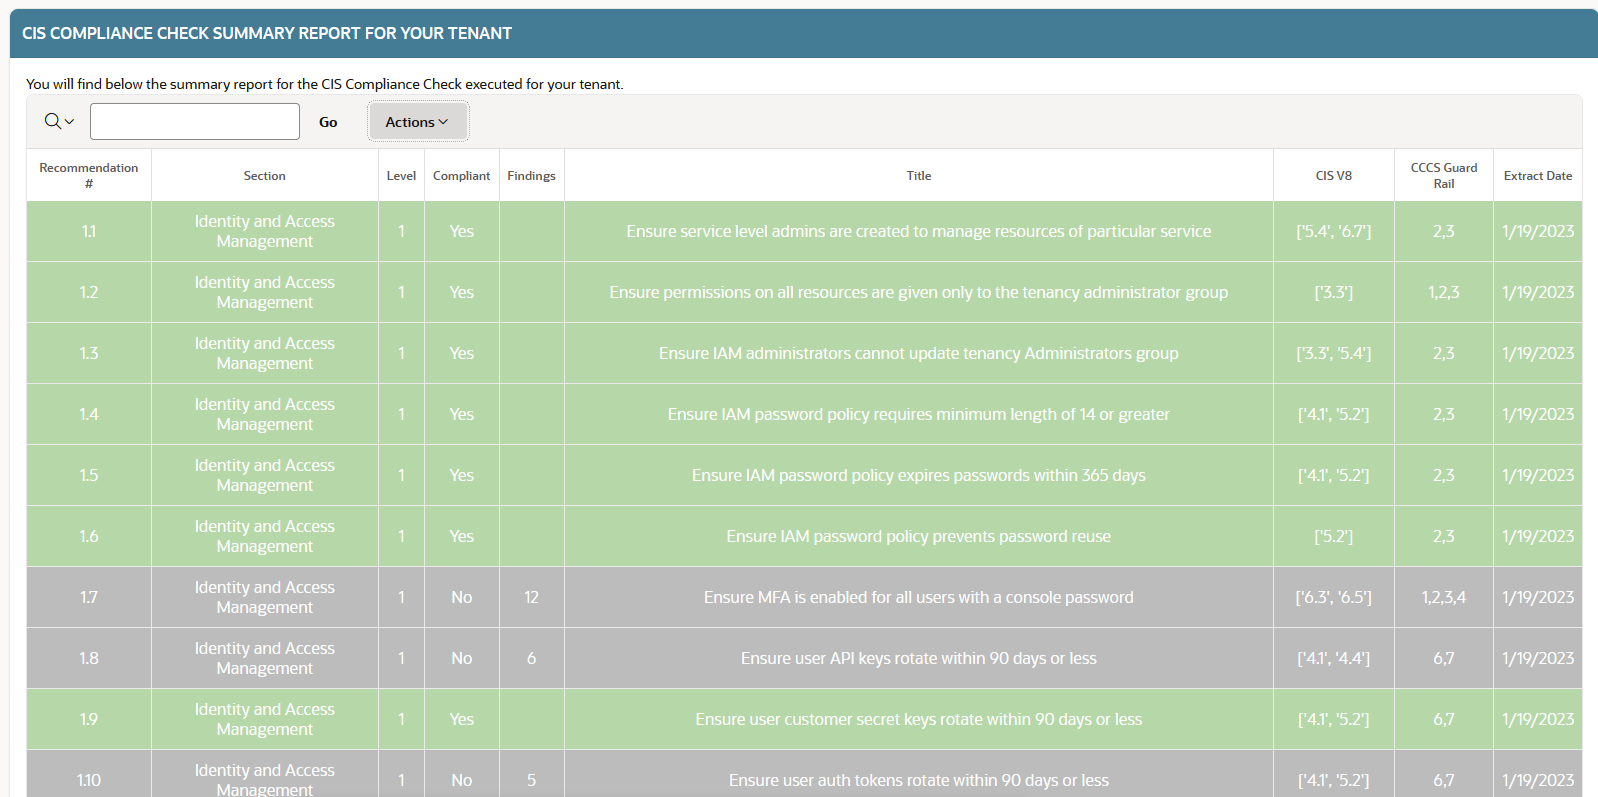 CIS COMPLIANCE CHECK SUMMARY REPORT FOR YOUR TENANT
You will find below the summary report for the CIS Compliance Check executed for your tenant.
Go Actions
Recommendation # Section Level Compliant Findings Title CIS V8 CCCS Guard Rail Extract Date
1.1 Identity and Access Management 1 Yes Ensure service level admins are created to manage resources of particular service ['5.4', '6.7'] 2,3 1/19/2023
1.2 Identity and Access Management 1 Yes Ensure permissions on all resources are given only to the tenancy administrator group ['3.3'] 1,2,3 1/19/2023
1.3 Identity and Access Management 1 Yes Ensure IAM administrators cannot update tenancy Administrators group ['3.3', '5.4'] 2,3 1/19/2023
1.4 Identity and Access Management 1 Yes Ensure IAM password policy requires minimum length of 14 or greater ['4.1', '5.2'] 2,3 1/19/2023
1.5 Identity and Access Management 1 Yes Ensure IAM password policy expires passwords within 365 days ['4.1', '5.2'] 2,3 1/19/2023
1.6 Identity and Access Management 1 Yes Ensure IAM password policy prevents password reuse ['5.2'] 2,3 1/19/2023
1.7 Identity and Access Management 1 No 12 Ensure MFA is enabled for all users with a console password ['6.3', '6.5'] 1,2,3,4 1/19/2023
1.8 Identity and Access Management 1 No 6 Ensure user API keys rotate within 90 days or less ['4.1', '4.4'] 6,7 1/19/2023
1.9 Identity and Access Management 1 Yes Ensure user customer secret keys rotate within 90 days or less ['4.1', '5.2'] 6,7 1/19/2023
1.10 Identity and Access Management 1 No 5 Ensure user auth tokens rotate within 90 days or less ['4.1', '5.2'] 6,7 1/19/2023